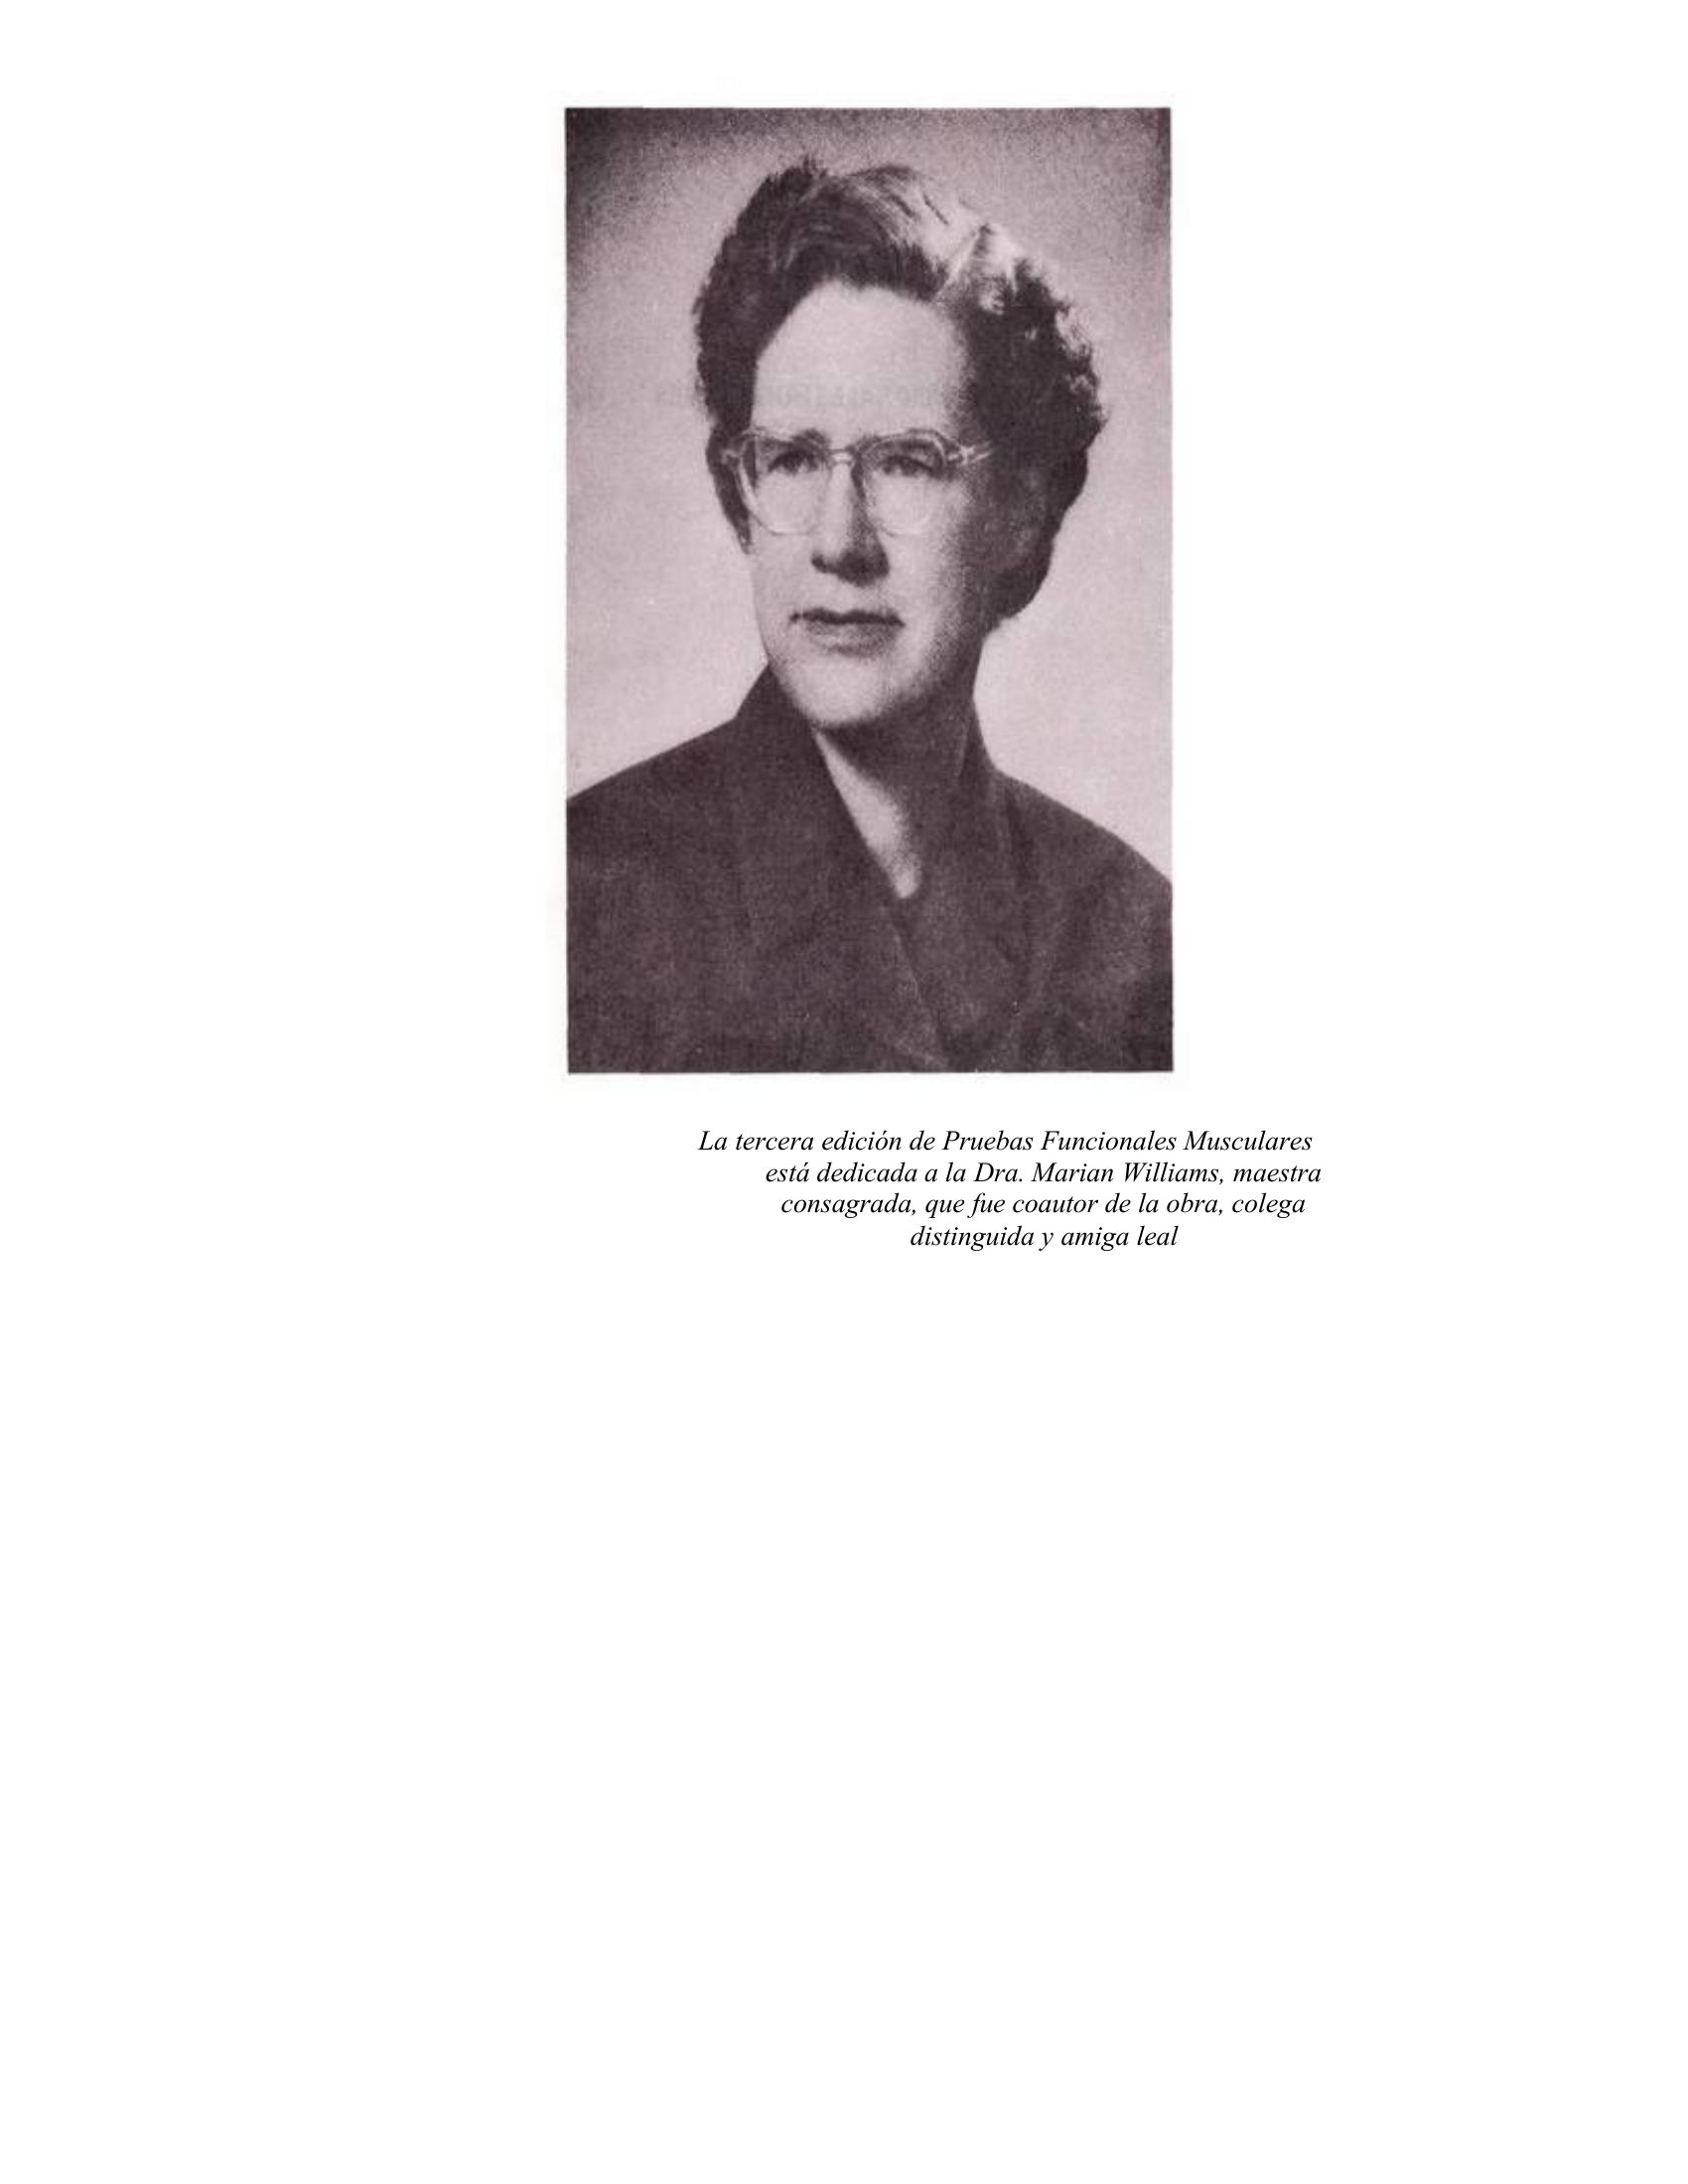 La tercera edición de Pruebas Funcionales Musculares
está dedicada a la Dra. Marian Williams, maestra
consagrada, que fue coautor de la obra, colega
distinguida y amiga leal